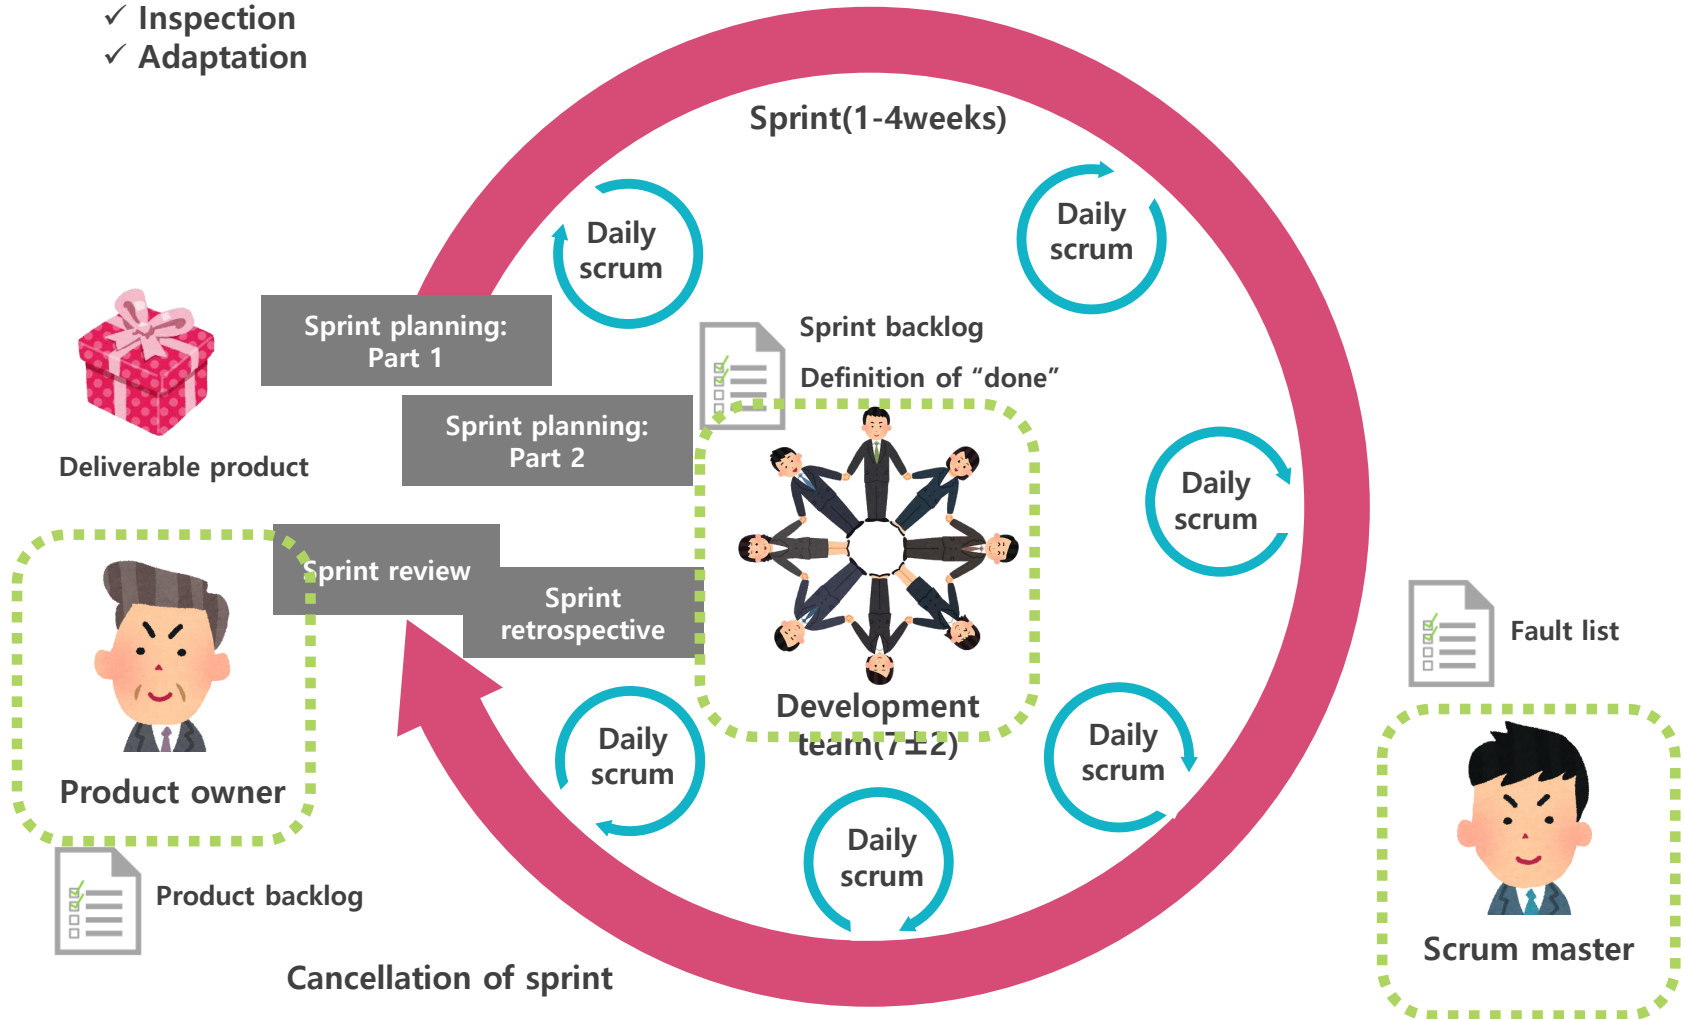 ✓ Inspection
✓ Adaptation
Sprint(1-4weeks)
Daily
scrum
Daily
scrum
Sprint planning:
Part 1
Sprint backlog
Definition of “done”
Sprint planning:
Part 2
Deliverable product
Daily
scrum
Sprint review
Sprint
retrospective
Fault list
Development
team(7±2)
Daily
scrum
Daily
scrum
Daily
scrum
Product owner
Product backlog
Scrum master
Cancellation of sprint